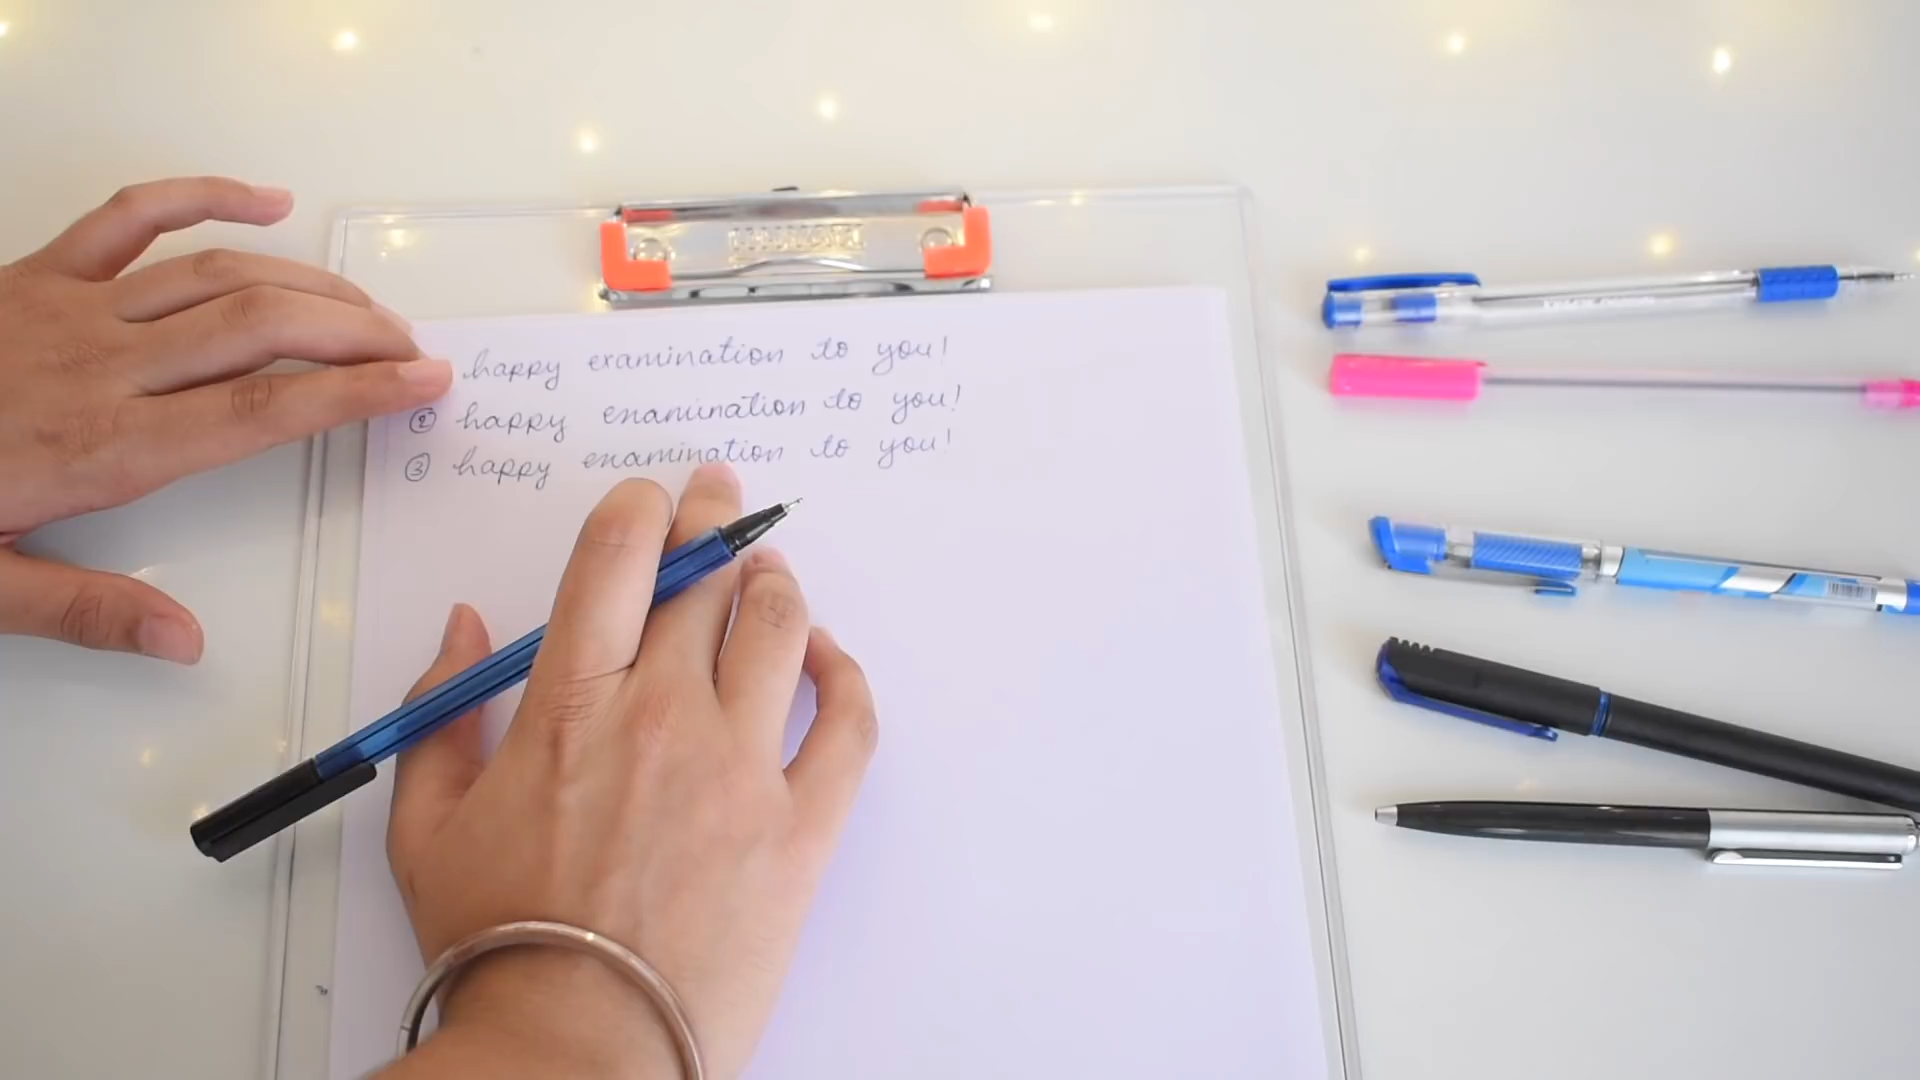 happy examination to you!
② happy examination to you!
③ happy examination to you!